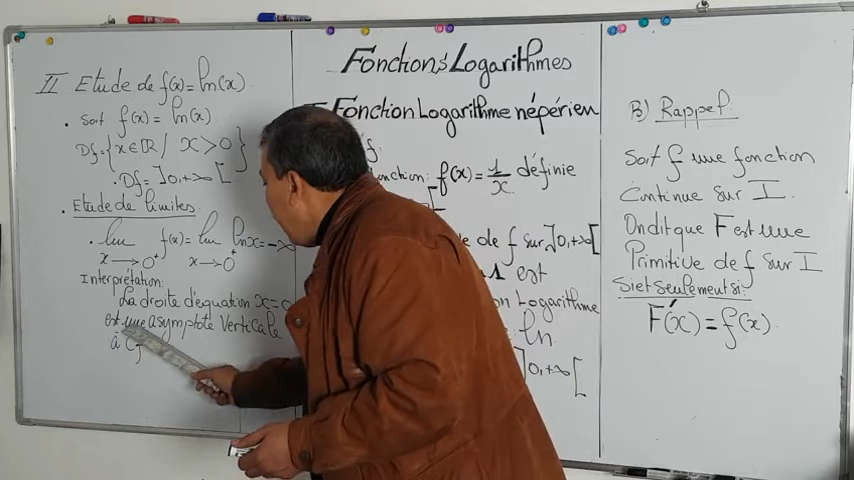 II Etude de f(x) = ln(x)
• Soit f(x) = ln(x)
Df = {x ∈ ℝ / x > 0}
• Df = ]0,+∞[
• Etude de limites
• lim f(x) = lim ln x = -∞
x → 0⁺ x → 0⁺
Interprétation:
La droite d'equation x = 0
est une asymptôte Verticale
à Cf
Fonctions Logarithmes
Fonction Logarithme népérien
f(x) = 1/x définie
de f sur ]0,+∞[
1 est
Logarithme
ln
]0,+∞[
B) Rappel:
Soit f une fonction
Continue sur I.
On dit que F est une
Primitive de f sur I
Si et seulement si:
F'(x) = f(x)